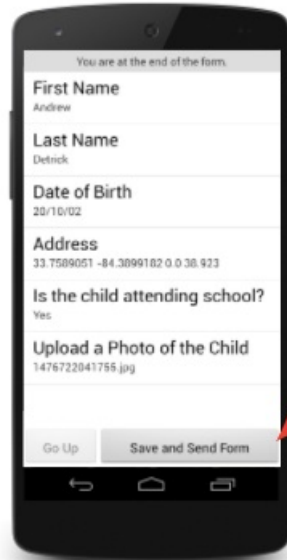 You are at the end of the form.
First Name
Andrew
Last Name
Detrick
Date of Birth
20/10/02
Address
33.7589051 -84.3899182 0.0 38.923
Is the child attending school?
Yes
Upload a Photo of the Child
1476722041755.jpg
Go Up
Save and Send Form